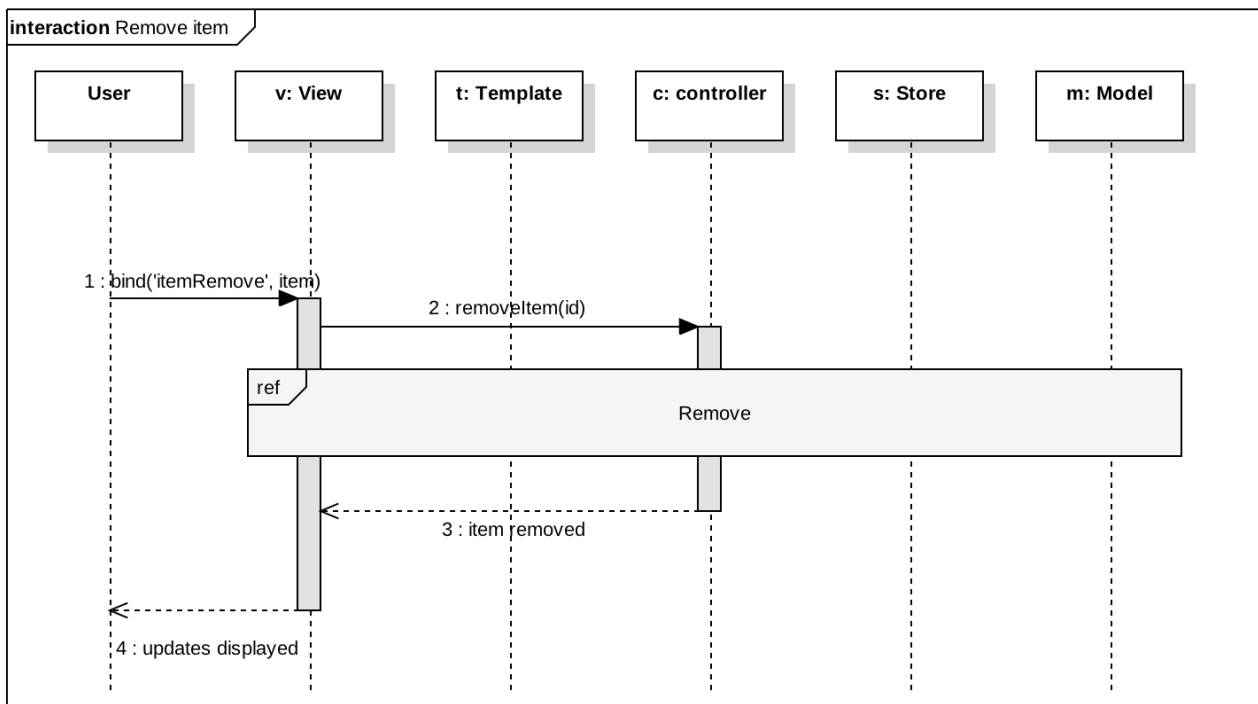 interaction Remove item
User
v: View
t: Template
c: controller
s: Store
m: Model
1 : bind('itemRemove', item)
2 : removeItem(id)
ref
Remove
3 : item removed
4 : updates displayed